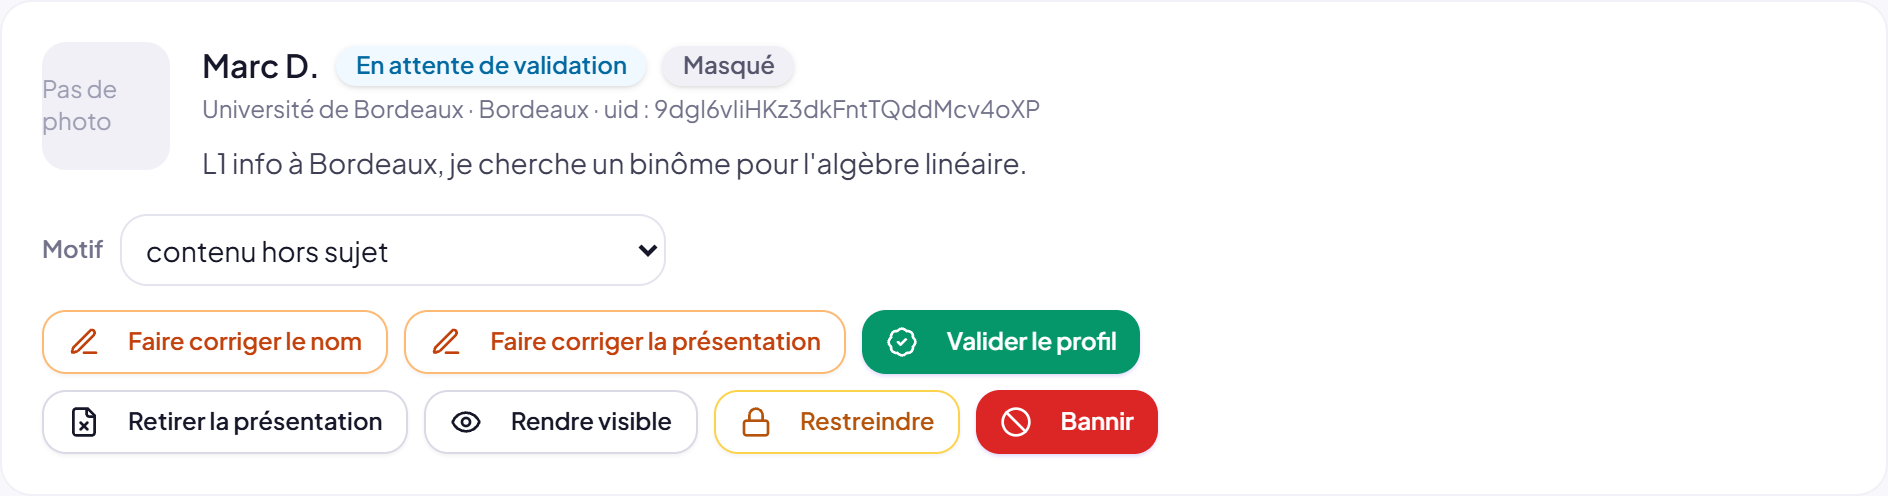 Pas de
photo
Marc D. En attente de validation Masqué
Université de Bordeaux · Bordeaux · uid : 9dgl6vliHKz3dkFntTQddMcv4oXP
L1 info à Bordeaux, je cherche un binôme pour l'algèbre linéaire.
Motif contenu hors sujet
Faire corriger le nom Faire corriger la présentation Valider le profil
Retirer la présentation Rendre visible Restreindre Bannir